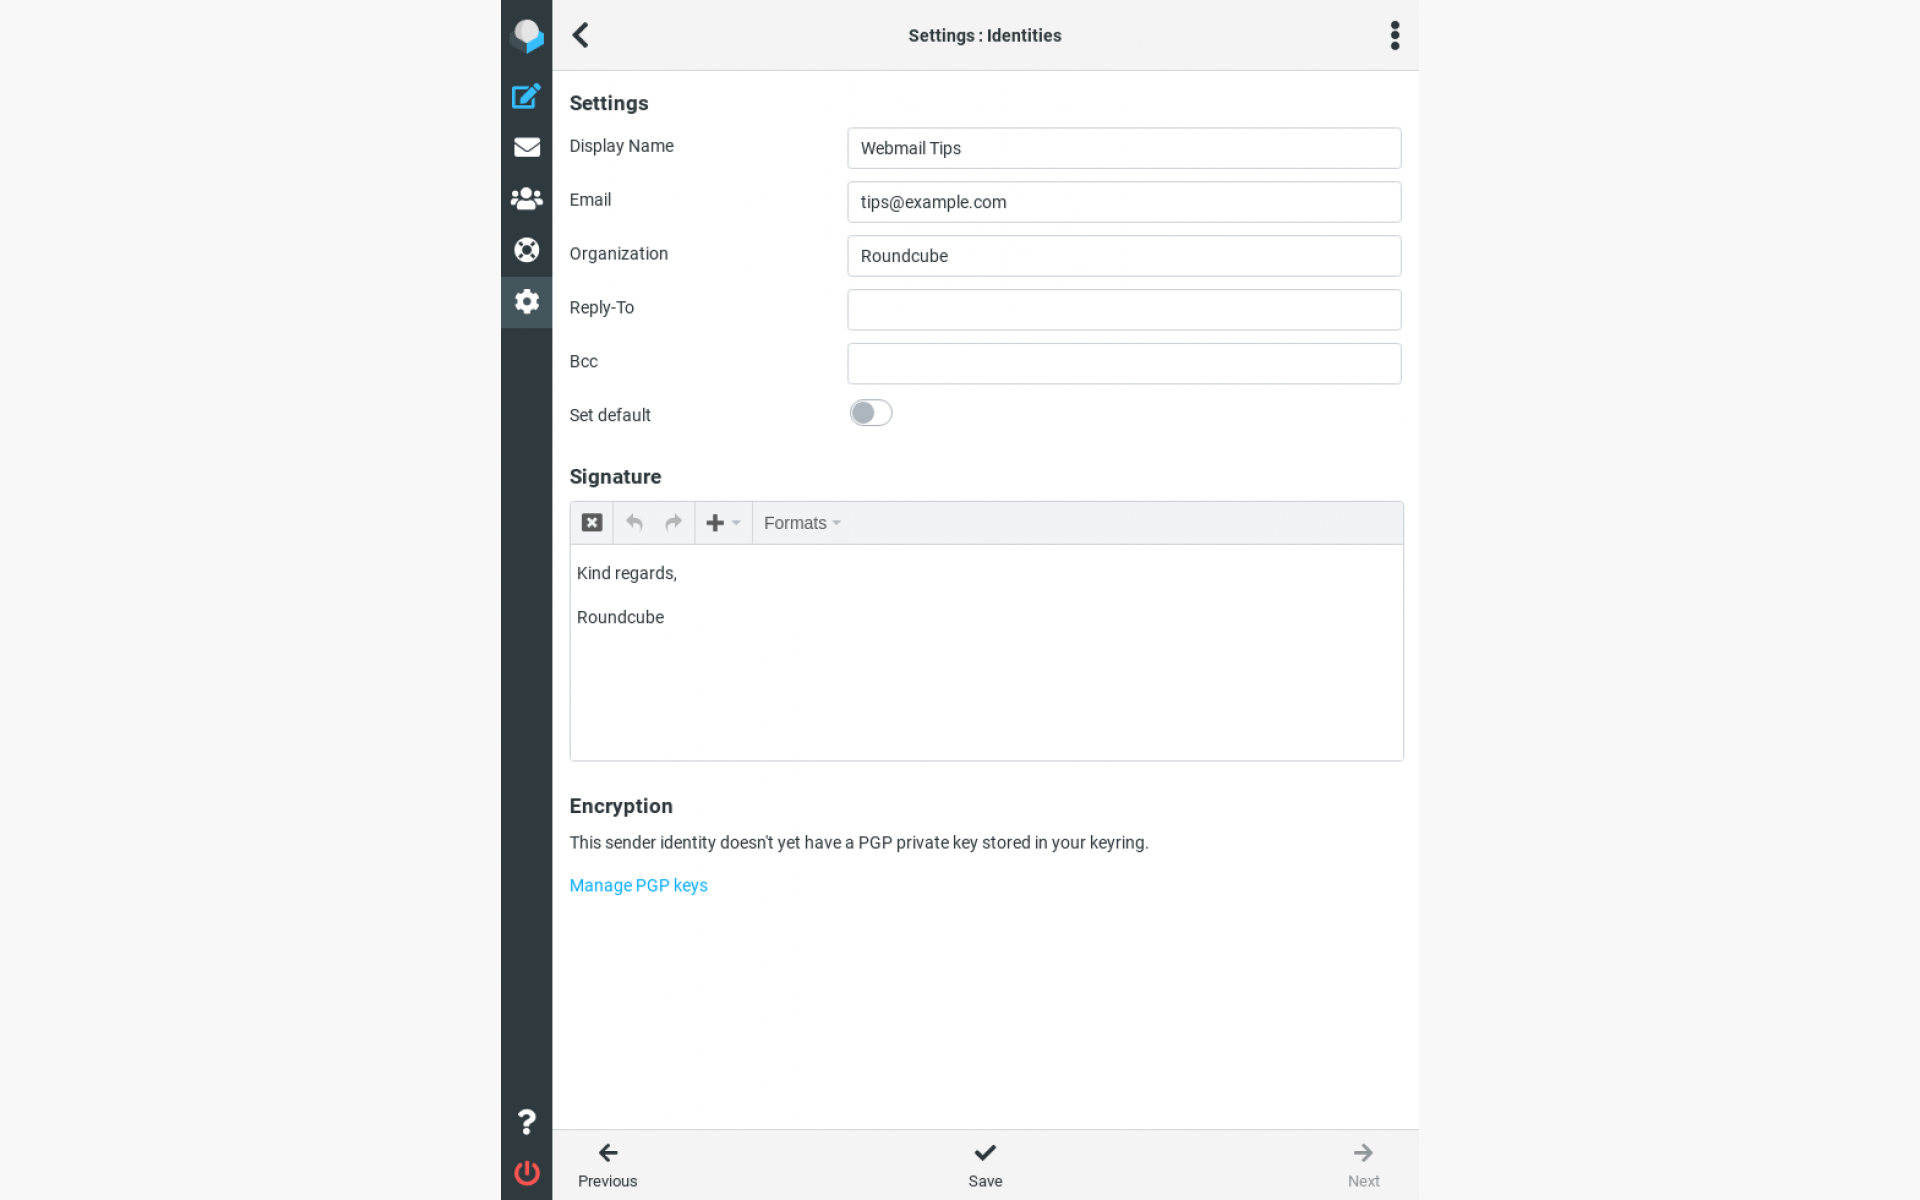 Settings : Identities
Settings
Display Name
Webmail Tips
Email
tips@example.com
Organization
Roundcube
Reply-To
Bcc
Set default
Signature
Formats
Kind regards,
Roundcube
Encryption
This sender identity doesn't yet have a PGP private key stored in your keyring.
Manage PGP keys
Previous
Save
Next